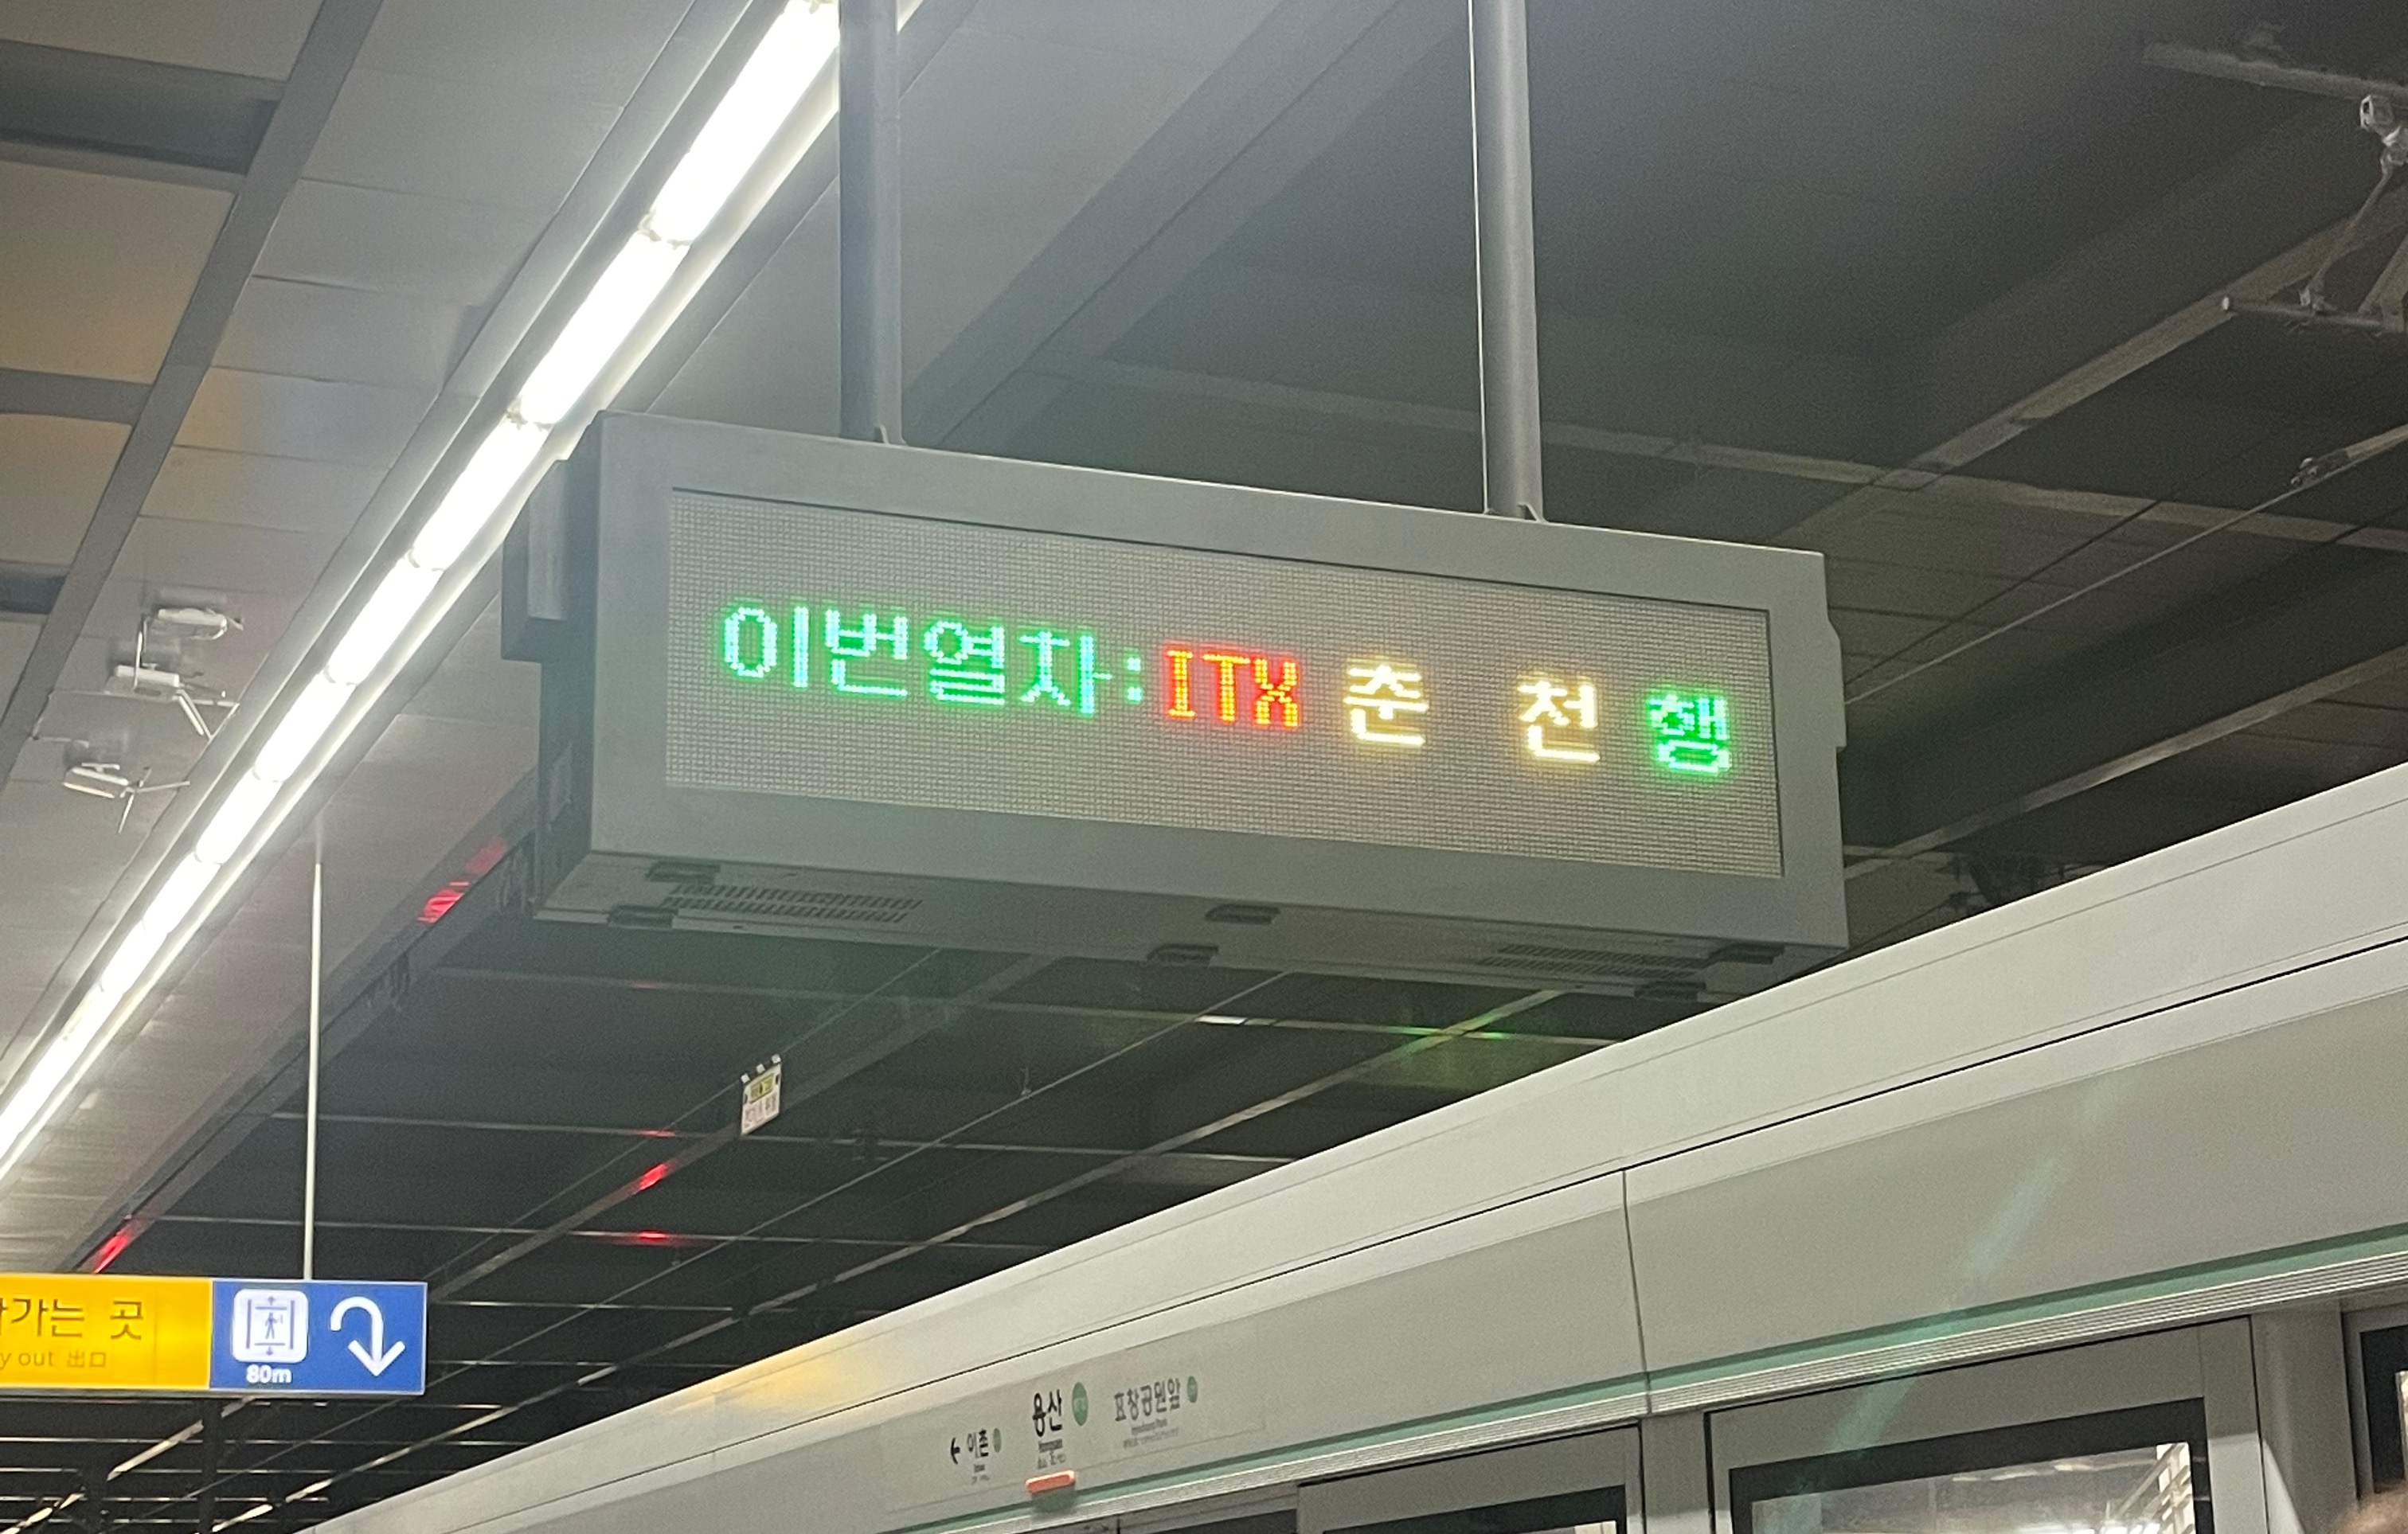 이번열차:ITX 춘 천 행
가는 곳
y out 出口
80m
← 이촌
용산
효창공원앞